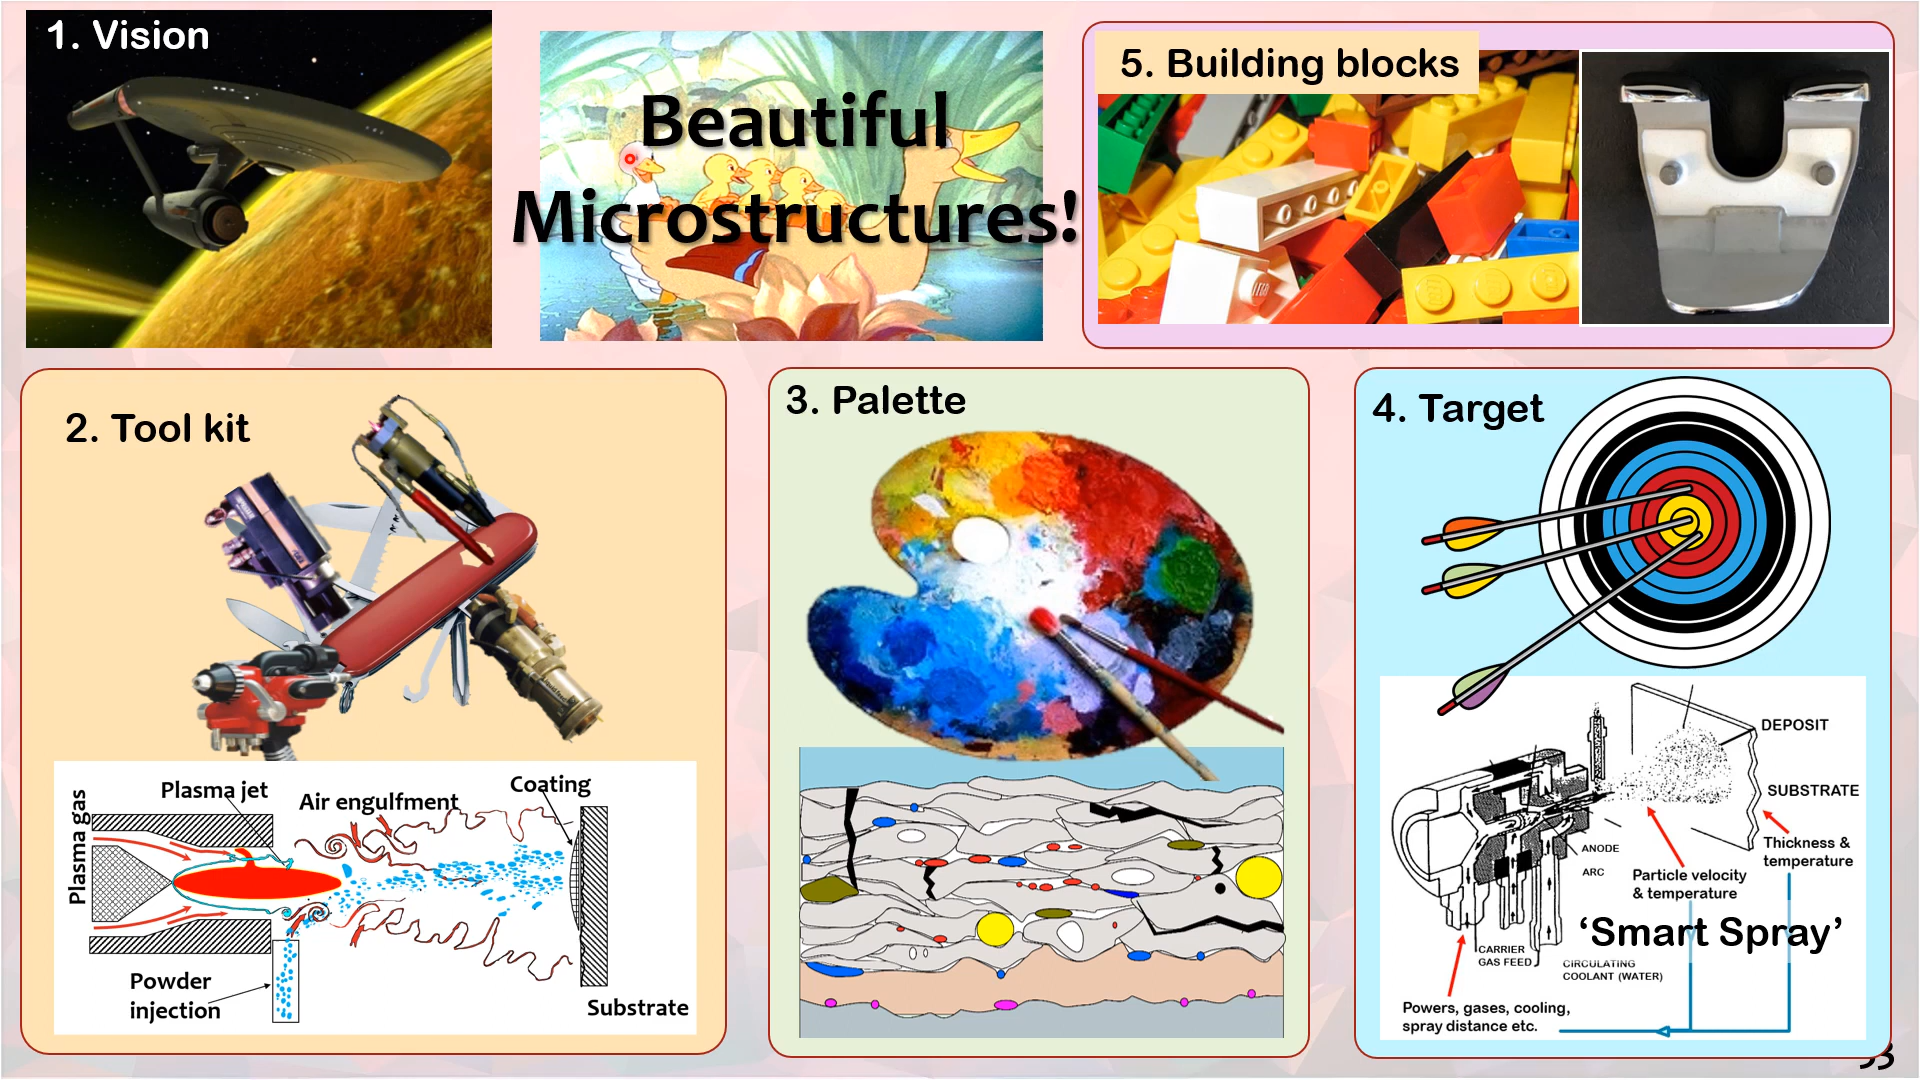 1. Vision
Beautiful
Microstructures!
5. Building blocks
LEGO
2. Tool kit
Plasma gas
Plasma jet
Air engulfment
Coating
Powder
injection
Substrate
3. Palette
4. Target
DEPOSIT
SUBSTRATE
Thickness &
temperature
ANODE
ARC
Particle velocity
& temperature
'Smart Spray'
CARRIER
GAS FEED
CIRCULATING
COOLANT (WATER)
Powers, gases, cooling,
spray distance etc.
33